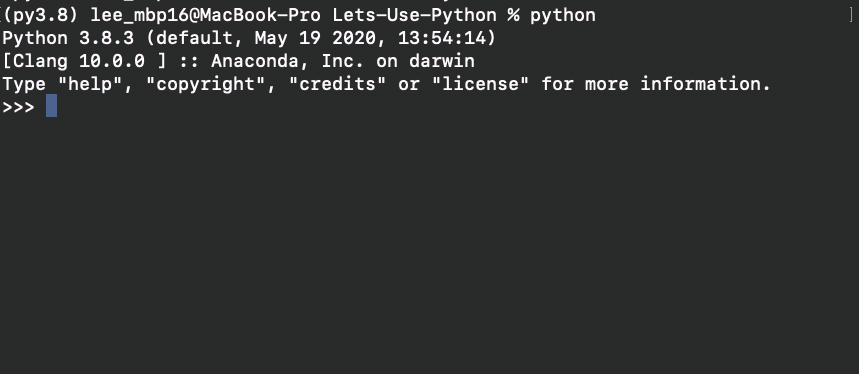 (py3.8) lee_mbp16@MacBook-Pro Lets-Use-Python % python
Python 3.8.3 (default, May 19 2020, 13:54:14)
[Clang 10.0.0 ] :: Anaconda, Inc. on darwin
Type "help", "copyright", "credits" or "license" for more information.
>>>